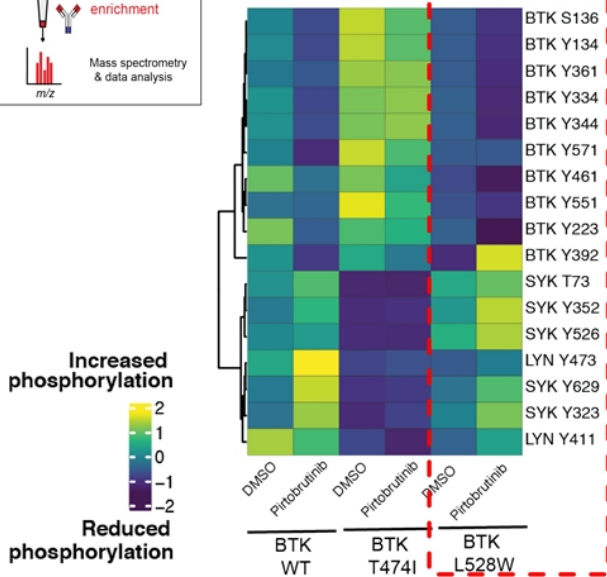 enrichment
Mass spectrometry
& data analysis
m/z
BTK S136
BTK Y134
BTK Y361
BTK Y334
BTK Y344
BTK Y571
BTK Y461
BTK Y551
BTK Y223
BTK Y392
SYK T73
SYK Y352
SYK Y526
LYN Y473
SYK Y629
SYK Y323
LYN Y411
Increased
phosphorylation
2
1
0
−1
−2
Reduced
phosphorylation
DMSO
Pirtobrutinib
DMSO
Pirtobrutinib
DMSO
Pirtobrutinib
BTK
WT
BTK
T474I
BTK
L528W